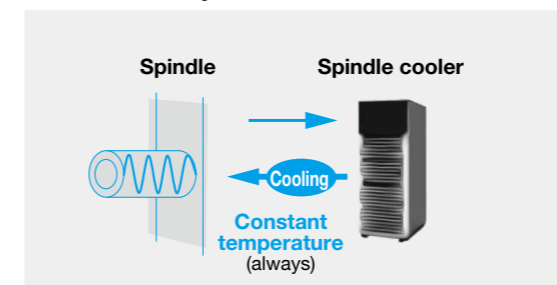 Spindle
Spindle cooler
Cooling
Constant
temperature
(always)